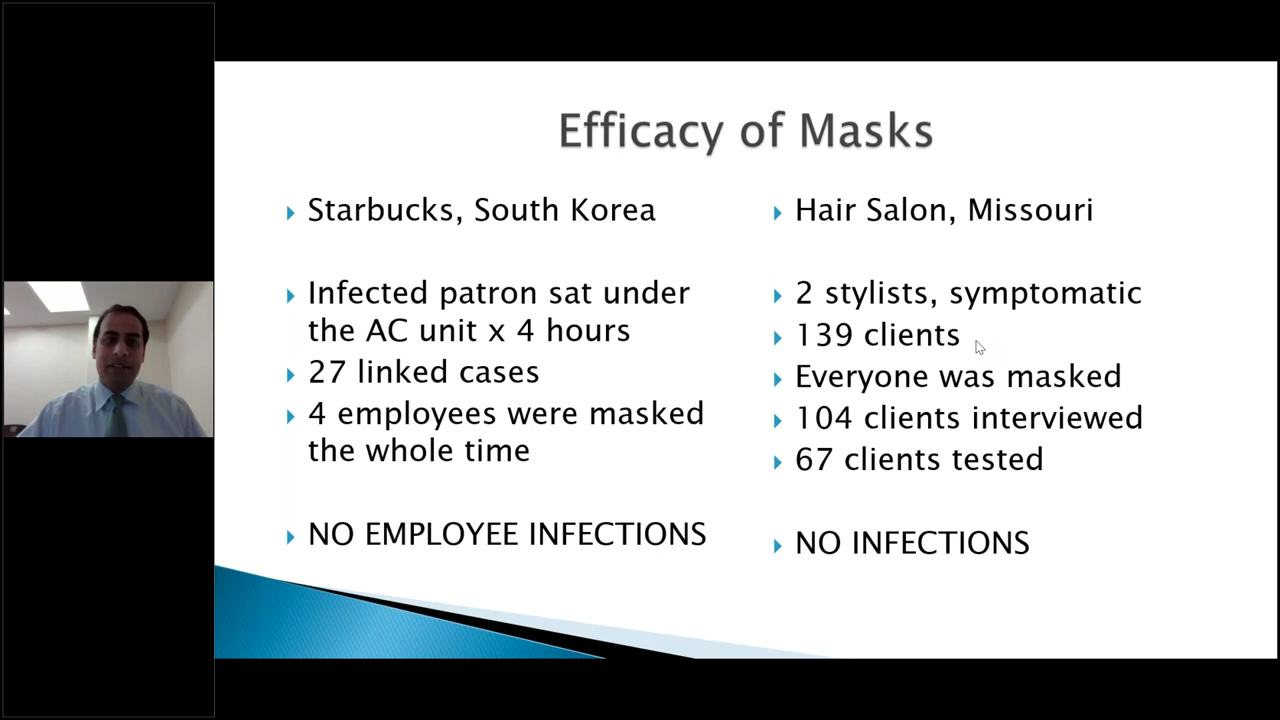 Efficacy of Masks
Starbucks, South Korea
Infected patron sat under
the AC unit x 4 hours
27 linked cases
4 employees were masked
the whole time
NO EMPLOYEE INFECTIONS
Hair Salon, Missouri
2 stylists, symptomatic
139 clients
Everyone was masked
104 clients interviewed
67 clients tested
NO INFECTIONS